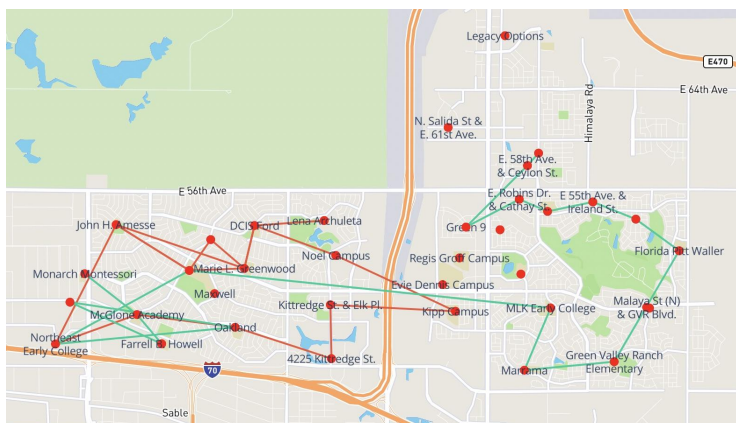 Legacy Options
E470
E 64th Ave
Himalaya Rd.
N. Salida St &
E. 61st Ave.
E. 58th Ave.
& Ceylon St.
E 56th Ave
E. Robins Dr.
& Cathay St.
E 55th Ave. &
Ireland St.
John H. Amesse
DCIS Ford
Lena Archuleta
Green 9
Florida Pitt Waller
Noel Campus
Regis Groff Campus
Monarch Montessori
Marie L. Greenwood
Evie Dennis Campus
Maxwell
Kittredge St. & Elk Pl.
Kipp Campus
MLK Early College
Malaya St (N)
& GVR Blvd.
McGlone Academy
Oakland
Northeast
Early College
Farrell B. Howell
4225 Kittredge St.
Green Valley Ranch
Elementary
Marrama
70
Sable